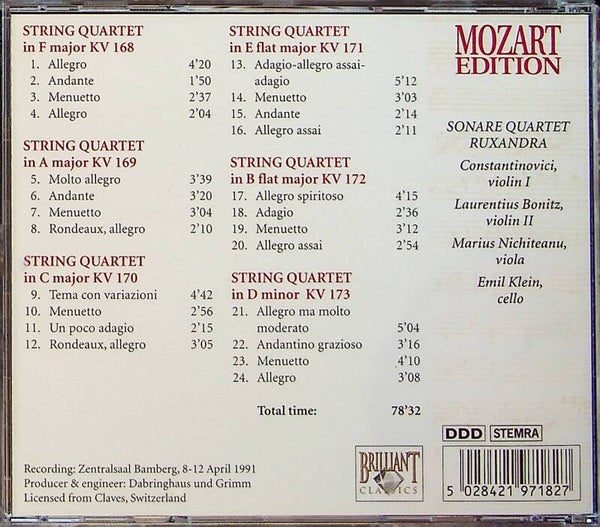 STRING QUARTET
in F major KV 168
1. Allegro 4'20
2. Andante 1'50
3. Menuetto 2'37
4. Allegro 2'04
STRING QUARTET
in A major KV 169
5. Molto allegro 3'39
6. Andante 3'20
7. Menuetto 3'04
8. Rondeaux, allegro 2'10
STRING QUARTET
in C major KV 170
9. Tema con variazioni 4'42
10. Menuetto 2'56
11. Un poco adagio 2'15
12. Rondeaux, allegro 3'05
STRING QUARTET
in E flat major KV 171
13. Adagio-allegro assai-
adagio 5'12
14. Menuetto 3'03
15. Andante 2'14
16. Allegro assai 2'11
STRING QUARTET
in B flat major KV 172
17. Allegro spiritoso 4'15
18. Adagio 2'36
19. Menuetto 3'12
20. Allegro assai 2'54
STRING QUARTET
in D minor KV 173
21. Allegro ma molto
moderato 5'04
22. Andantino grazioso 3'16
23. Menuetto 4'10
24. Allegro 3'08
Total time: 78'32
MOZART
EDITION
SONARE QUARTET
RUXANDRA
Constantinovici,
violin I
Laurentius Bonitz,
violin II
Marius Nichiteanu,
viola
Emil Klein,
cello
Recording: Zentralsaal Bamberg, 8-12 April 1991
Producer & engineer: Dabringhaus und Grimm
Licensed from Claves, Switzerland
BRILLIANT
CLASSICS
DDD STEMRA
5 028421 971827